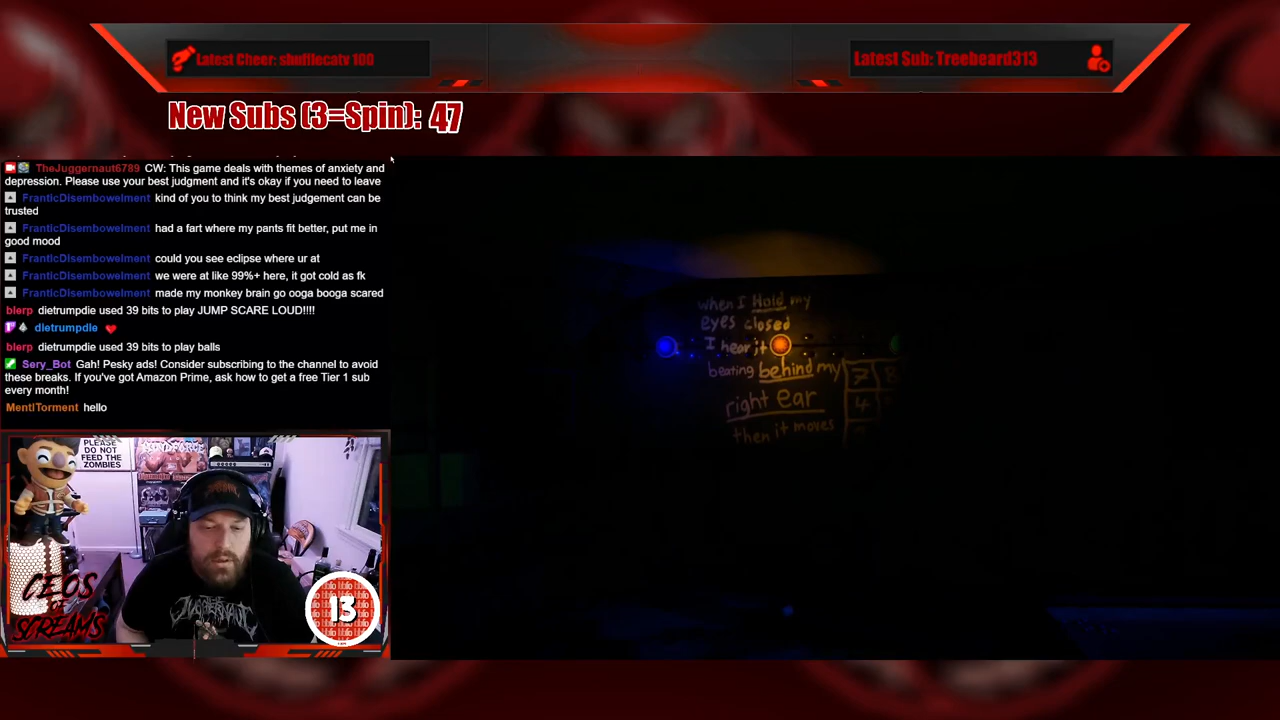 Latest Cheer: shufflecatv 100
Latest Sub: Treebeard313
New Subs (3=Spin): 47
TheJuggernaut6789 CW: This game deals with themes of anxiety and
depression. Please use your best judgment and it's okay if you need to leave
FranticDisembowelment kind of you to think my best judgement can be
trusted
FranticDisembowelment had a fart where my pants fit better, put me in
good mood
FranticDisembowelment could you see eclipse where ur at
FranticDisembowelment we were at like 99%+ here, it got cold as fk
FranticDisembowelment made my monkey brain go ooga booga scared
blerp dietrumpdie used 39 bits to play JUMP SCARE LOUD!!!!
dietrumpdie
blerp dietrumpdie used 39 bits to play balls
Sery_Bot Gah! Pesky ads! Consider subscribing to the channel to avoid
these breaks. If you've got Amazon Prime, ask how to get a free Tier 1 sub
every month!
MentlTorment hello
when I Hold my
eyes closed
I hear it
beating behind my
right ear
then it moves
7 8
4
PLEASE
DO NOT
FEED THE
ZOMBIES
CEOS
OF
SCREAMS
JUGGERNAUT
13